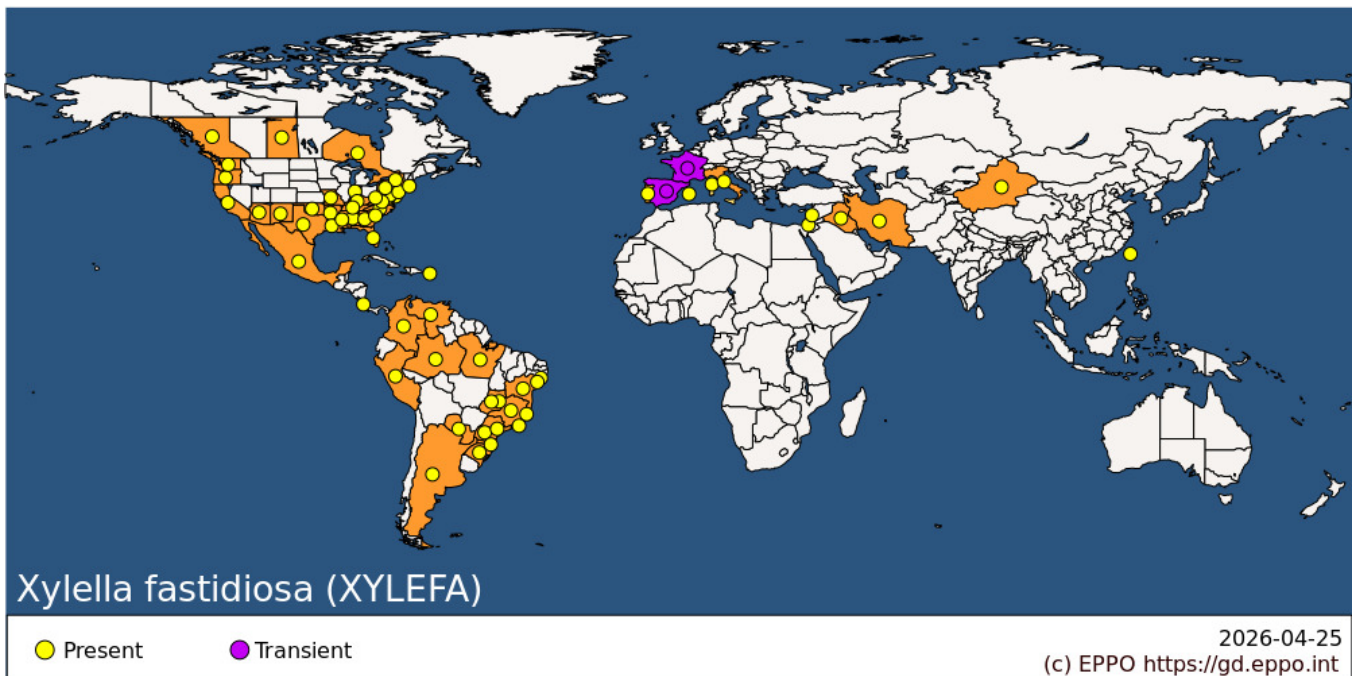 Xylella fastidiosa (XYLEFA)
Present
Transient
2026-04-25
(c) EPPO https://gd.eppo.int